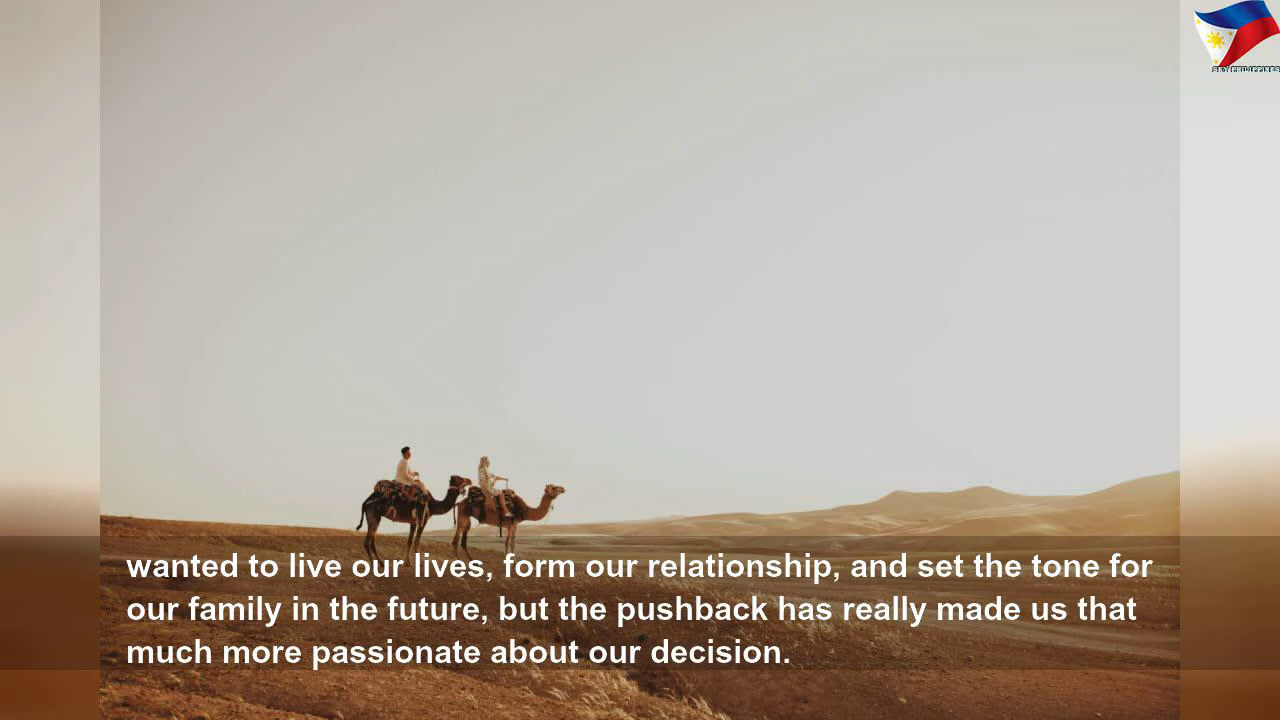 wanted to live our lives, form our relationship, and set the tone for
our family in the future, but the pushback has really made us that
much more passionate about our decision.